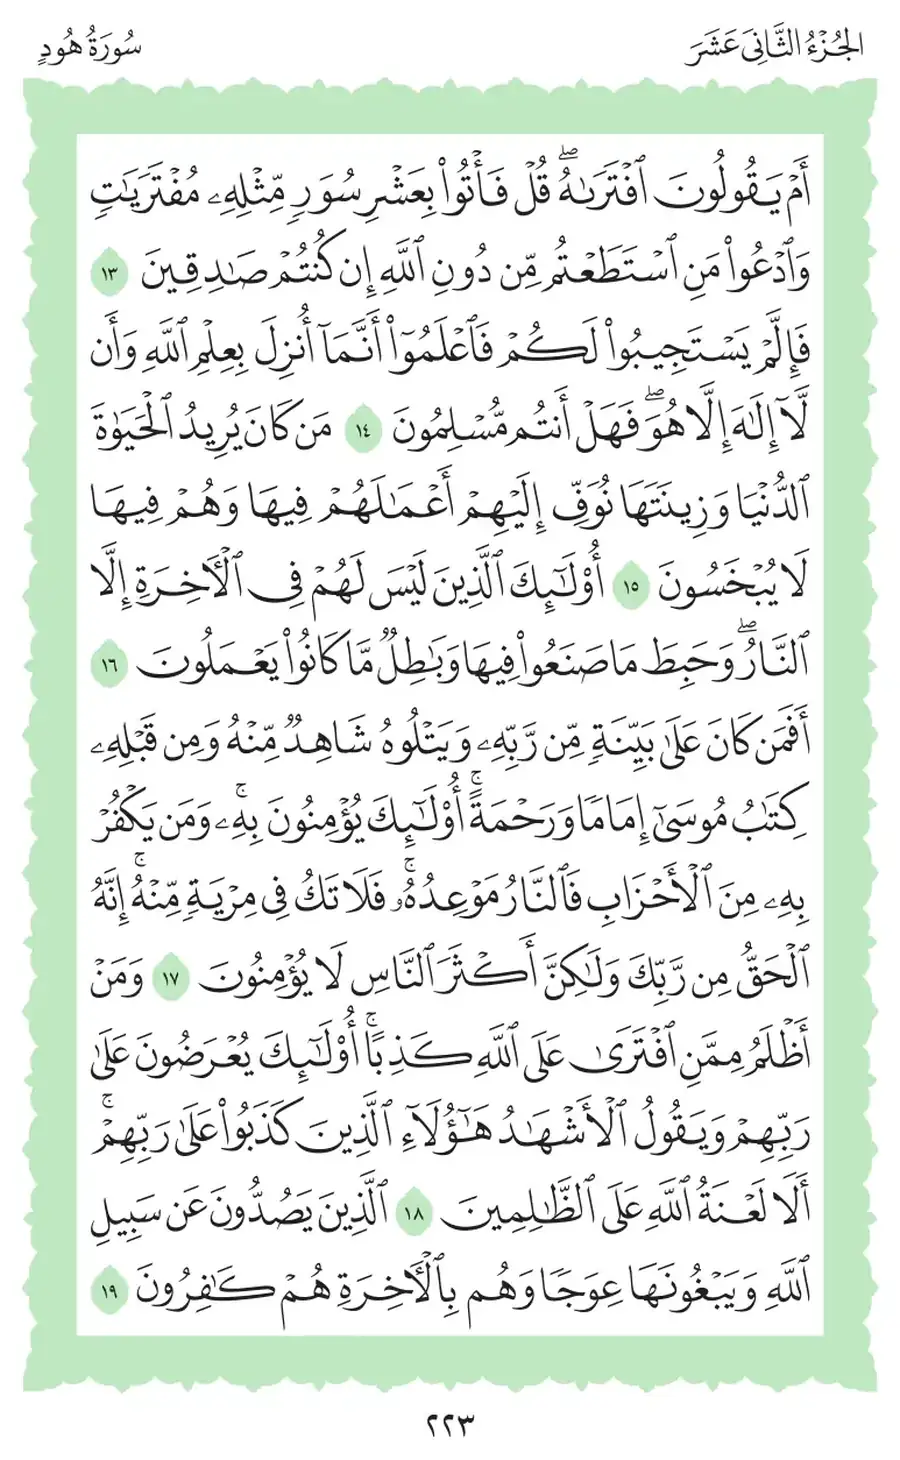 الجُزْءُ الثَّانِيَ عَشَرَ
سُورَةُ هُودٍ
أَمۡ يَقُولُونَ ٱفۡتَرَىٰهُۖ قُلۡ فَأۡتُواْ بِعَشۡرِ سُوَرٖ مِّثۡلِهِۦ مُفۡتَرَيَٰتٖ
وَٱدۡعُواْ مَنِ ٱسۡتَطَعۡتُم مِّن دُونِ ٱللَّهِ إِن كُنتُمۡ صَٰدِقِينَ ١٣
فَإِلَّمۡ يَسۡتَجِيبُواْ لَكُمۡ فَٱعۡلَمُوٓاْ أَنَّمَآ أُنزِلَ بِعِلۡمِ ٱللَّهِ وَأَن
لَّآ إِلَٰهَ إِلَّا هُوَۖ فَهَلۡ أَنتُم مُّسۡلِمُونَ ١٤ مَن كَانَ يُرِيدُ ٱلۡحَيَوٰةَ
ٱلدُّنۡيَا وَزِينَتَهَا نُوَفِّ إِلَيۡهِمۡ أَعۡمَٰلَهُمۡ فِيهَا وَهُمۡ فِيهَا
لَا يُبۡخَسُونَ ١٥ أُوْلَٰٓئِكَ ٱلَّذِينَ لَيۡسَ لَهُمۡ فِي ٱلۡأٓخِرَةِ إِلَّا
ٱلنَّارُۖ وَحَبِطَ مَا صَنَعُواْ فِيهَا وَبَٰطِلٞ مَّا كَانُواْ يَعۡمَلُونَ ١٦
أَفَمَن كَانَ عَلَىٰ بَيِّنَةٖ مِّن رَّبِّهِۦ وَيَتۡلُوهُ شَاهِدٞ مِّنۡهُ وَمِن قَبۡلِهِۦ
كِتَٰبُ مُوسَىٰٓ إِمَامٗا وَرَحۡمَةًۚ أُوْلَٰٓئِكَ يُؤۡمِنُونَ بِهِۦۚ وَمَن يَكۡفُرۡ
بِهِۦ مِنَ ٱلۡأَحۡزَابِ فَٱلنَّارُ مَوۡعِدُهُۥۚ فَلَا تَكُ فِي مِرۡيَةٖ مِّنۡهُۚ إِنَّهُ
ٱلۡحَقُّ مِن رَّبِّكَ وَلَٰكِنَّ أَكۡثَرَ ٱلنَّاسِ لَا يُؤۡمِنُونَ ١٧ وَمَنۡ
أَظۡلَمُ مِمَّنِ ٱفۡتَرَىٰ عَلَى ٱللَّهِ كَذِبًاۚ أُوْلَٰٓئِكَ يُعۡرَضُونَ عَلَىٰ
رَبِّهِمۡ وَيَقُولُ ٱلۡأَشۡهَٰدُ هَٰٓؤُلَآءِ ٱلَّذِينَ كَذَبُواْ عَلَىٰ رَبِّهِمۡۚ
أَلَا لَعۡنَةُ ٱللَّهِ عَلَى ٱلظَّٰلِمِينَ ١٨ ٱلَّذِينَ يَصُدُّونَ عَن سَبِيلِ
ٱللَّهِ وَيَبۡغُونَهَا عِوَجٗا وَهُم بِٱلۡأٓخِرَةِ هُمۡ كَٰفِرُونَ ١٩
٢٢٣